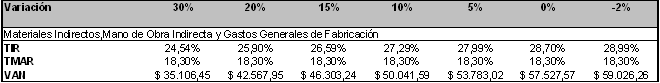 Variación 30% 20% 15% 10% 5% 0% -2%
Materiales Indirectos,Mano de Obra Indirecta y Gastos Generales de Fabricación
TIR 24,54% 25,90% 26,59% 27,29% 27,99% 28,70% 28,99%
TMAR 18,30% 18,30% 18,30% 18,30% 18,30% 18,30% 18,30%
VAN $ 35.106,45 $ 42.567,95 $ 46.303,24 $ 50.041,59 $ 53.783,02 $ 57.527,57 $ 59.026,26